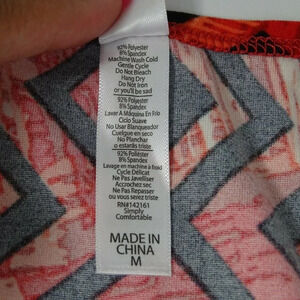 92% Polyester
8% Spandex
Machine Wash Cold
Gentle Cycle
Do Not Bleach
Hang Dry
Do Not Iron
or you'll be sad
92% Poliéster
8% Spandex
Lavar A Máquina En Frío
Ciclo Suave
No Usar Blanqueador
Cuelgue en seco
No Planchar
o estarás triste
92% Polyester
8% Spandex
Lavage en machine à froid
Cycle Délicat
Ne Pas Javelliser
Accrochez sec
Ne Pas Repasser
ou vous serez triste
RN#142161
Simply
Comfortable
MADE IN
CHINA
M